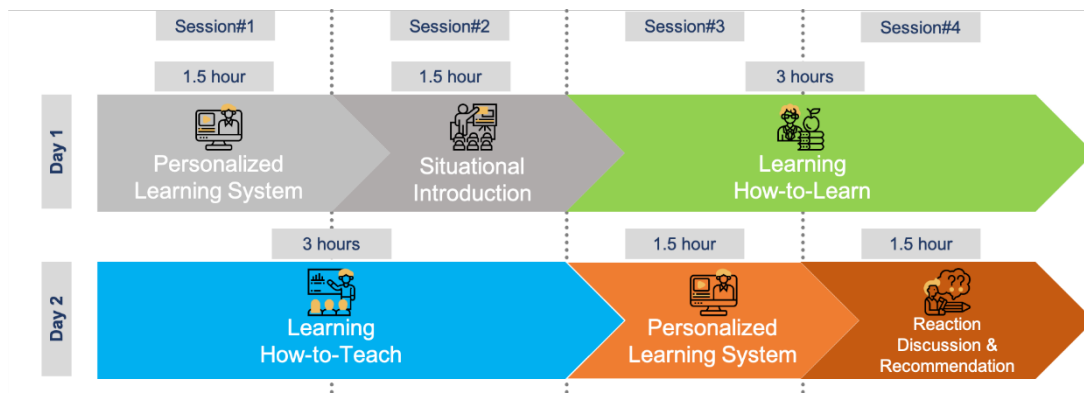 Session#1
Session#2
Session#3
Session#4
1.5 hour
1.5 hour
3 hours
Day 1
Personalized
Learning System
Situational
Introduction
Learning
How-to-Learn
3 hours
1.5 hour
1.5 hour
Day 2
Learning
How-to-Teach
Personalized
Learning System
??
Reaction
Discussion &
Recommendation